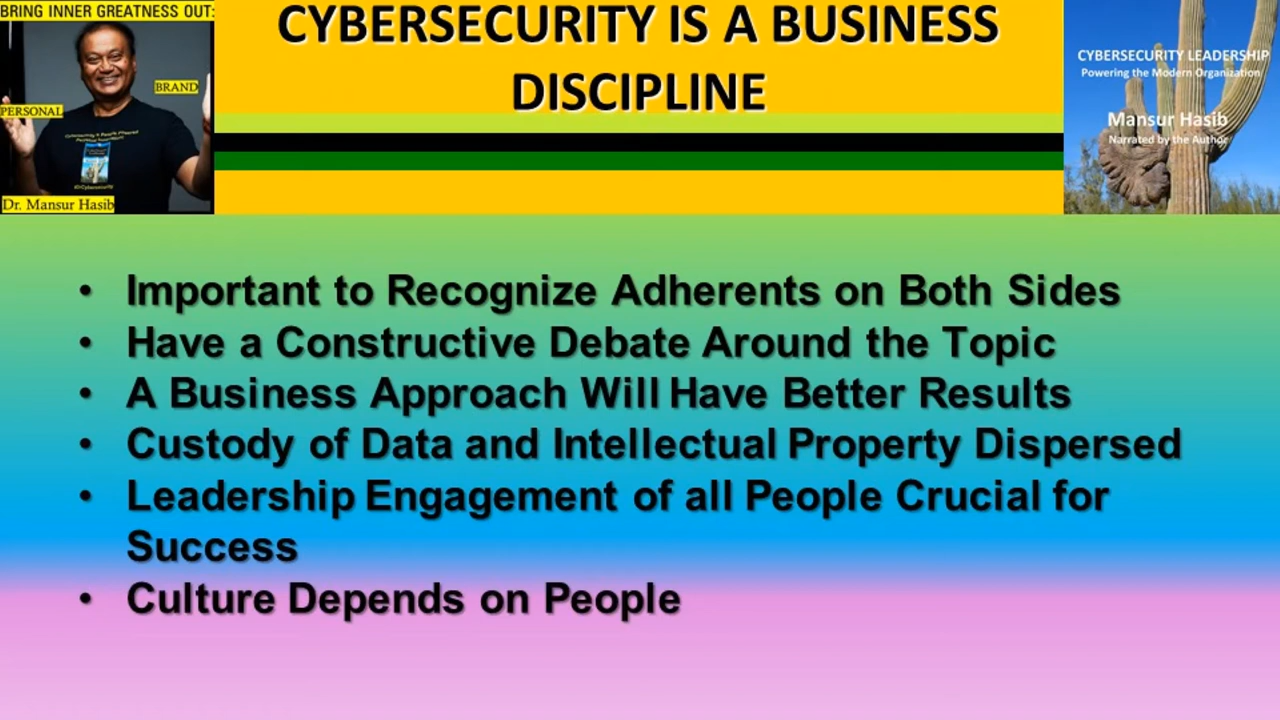 BRING INNER GREATNESS OUT:
BRAND
PERSONAL
Dr. Mansur Hasib
CYBERSECURITY IS A BUSINESS
DISCIPLINE
CYBERSECURITY LEADERSHIP
Powering the Modern Organization
Mansur Hasib
Narrated by the Author
• Important to Recognize Adherents on Both Sides
• Have a Constructive Debate Around the Topic
• A Business Approach Will Have Better Results
• Custody of Data and Intellectual Property Dispersed
• Leadership Engagement of all People Crucial for
Success
• Culture Depends on People